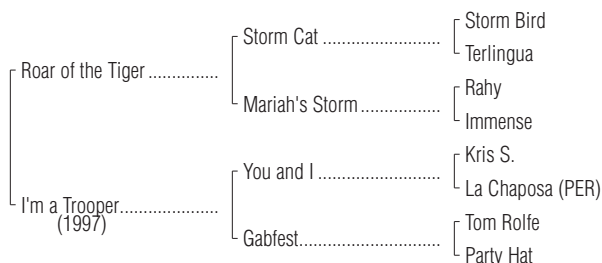 Storm Bird
Storm Cat ........................
Terlingua
Roar of the Tiger ..............
Rahy
Mariah's Storm ................
Immense
Kris S.
You and I ........................
La Chaposa (PER)
I'm a Trooper....................
(1997)
Tom Rolfe
Gabfest............................
Party Hat